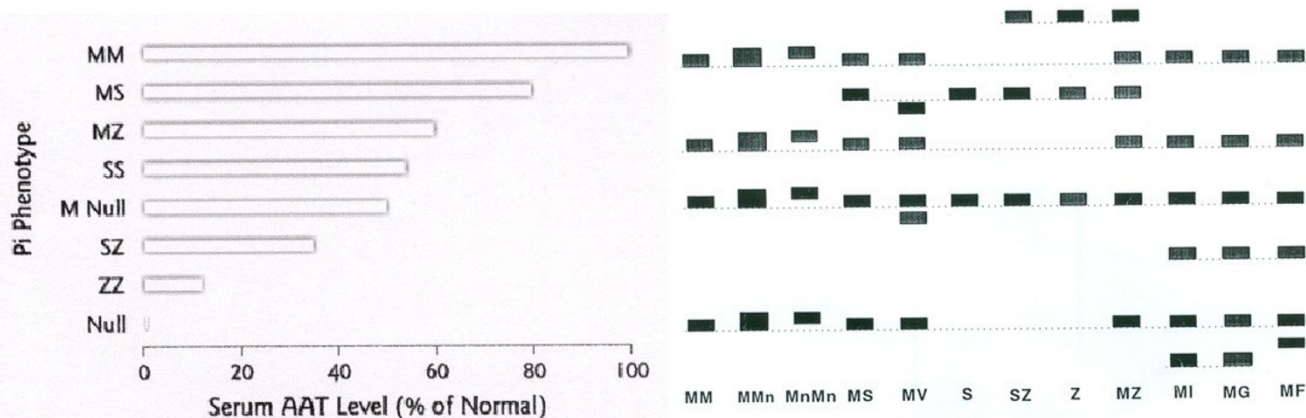 Pi Phenotype
MM
MS
MZ
SS
M Null
SZ
ZZ
Null
0 20 40 60 80 100
Serum AAT Level (% of Normal)
MM MMn MnMn MS MV S SZ Z MZ MI MG MF